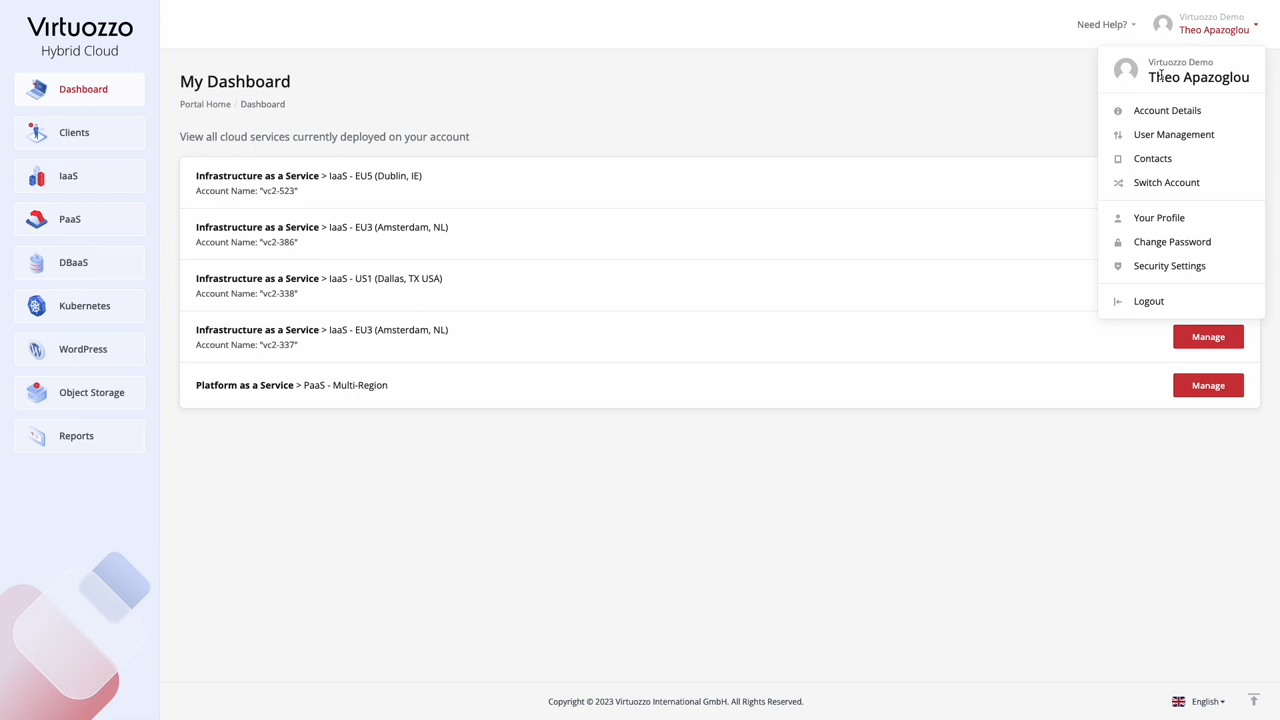 Virtuozzo
Hybrid Cloud
Dashboard
Clients
IaaS
PaaS
DBaaS
Kubernetes
WordPress
Object Storage
Reports
Need Help?
Virtuozzo Demo
Theo Apazoglou
My Dashboard
Portal Home / Dashboard
View all cloud services currently deployed on your account
Infrastructure as a Service > IaaS - EU5 (Dublin, IE)
Account Name: "vc2-523"
Infrastructure as a Service > IaaS - EU3 (Amsterdam, NL)
Account Name: "vc2-386"
Infrastructure as a Service > IaaS - US1 (Dallas, TX USA)
Account Name: "vc2-338"
Infrastructure as a Service > IaaS - EU3 (Amsterdam, NL)
Account Name: "vc2-337"
Manage
Platform as a Service > PaaS - Multi-Region
Manage
Virtuozzo Demo
Theo Apazoglou
Account Details
User Management
Contacts
Switch Account
Your Profile
Change Password
Security Settings
Logout
Copyright © 2023 Virtuozzo International GmbH. All Rights Reserved.
English